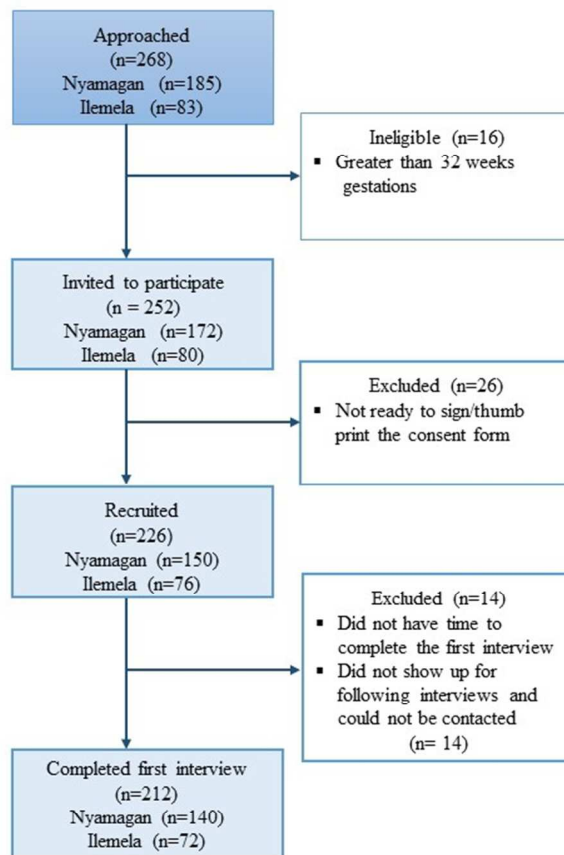 Approached
(n=268)
Nyamagan (n=185)
Ilemela (n=83)
Ineligible (n=16)
▪ Greater than 32 weeks
gestations
Invited to participate
(n = 252)
Nyamagan (n=172)
Ilemela (n=80)
Excluded (n=26)
▪ Not ready to sign/thumb
print the consent form
Recruited
(n=226)
Nyamagan (n=150)
Ilemela (n=76)
Excluded (n=14)
▪ Did not have time to
complete the first interview
▪ Did not show up for
following interviews and
could not be contacted
(n= 14)
Completed first interview
(n=212)
Nyamagan (n=140)
Ilemela (n=72)